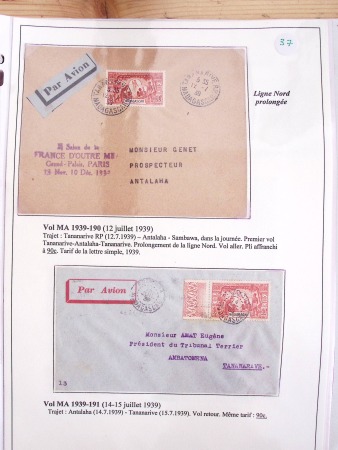 37
Par Avion
Ligne Nord
prolongée
MONSIEUR GENET
PROSPECTEUR
ANTALAHA
FRANCE D'OUTRE ME
Grand-Palais, PARIS
Vol MA 1939-190 (12 juillet 1939)
Trajet : Tananarive RP (12.7.1939) – Antalaha - Sambawa, dans la journée. Premier vol
Tananarive-Antalaha-Tananarive. Prolongement de la ligne Nord. Vol aller. Pli affranchi
à 90c. Tarif de la lettre simple, 1939.
Par Avion
Monsieur AMAT Eugène
Président du Tribunal Terrier
TANANARIVE.-
Vol MA 1939-191 (14-15 juillet 1939)
Trajet : Antalaha (14.7.1939) - Tananarive (15.7.1939). Vol retour. Même tarif : 90c.